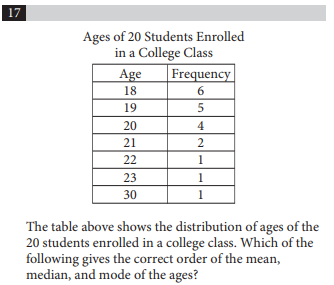 17
Ages of 20 Students Enrolled
in a College Class
Age Frequency
18 6
19 5
20 4
21 2
22 1
23 1
30 1
The table above shows the distribution of ages of the
20 students enrolled in a college class. Which of the
following gives the correct order of the mean,
median, and mode of the ages?